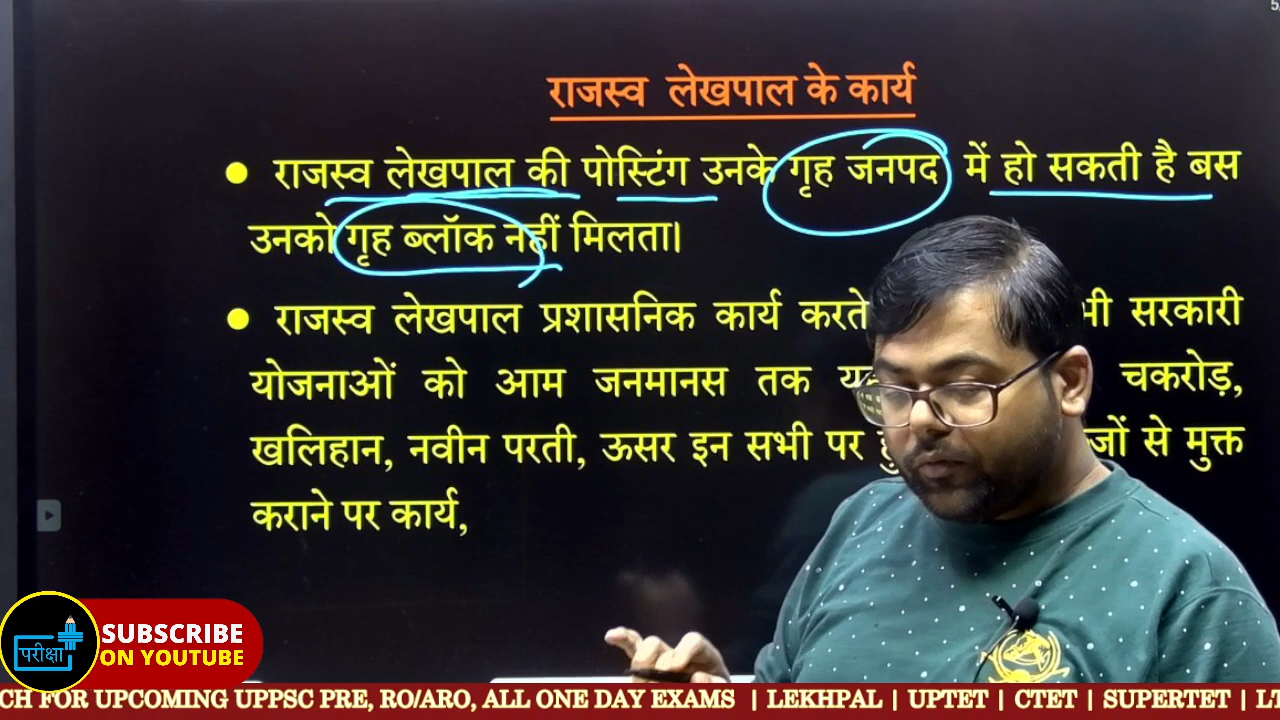 राजस्व लेखपाल के कार्य
● राजस्व लेखपाल की पोस्टिंग उनके गृह जनपद में हो सकती है बस
उनको गृह ब्लॉक नहीं मिलता।
● राजस्व लेखपाल प्रशासनिक कार्य करते सरकारी
योजनाओं को आम जनमानस तक चकरोड़,
खलिहान, नवीन परती, ऊसर इन सभी पर से मुक्त
कराने पर कार्य,
परीक्षा
SUBSCRIBE
ON YOUTUBE
FOR UPCOMING UPPSC PRE, RO/ARO, ALL ONE DAY EXAMS | LEKHPAL | UPTET | CTET | SUPERTET |